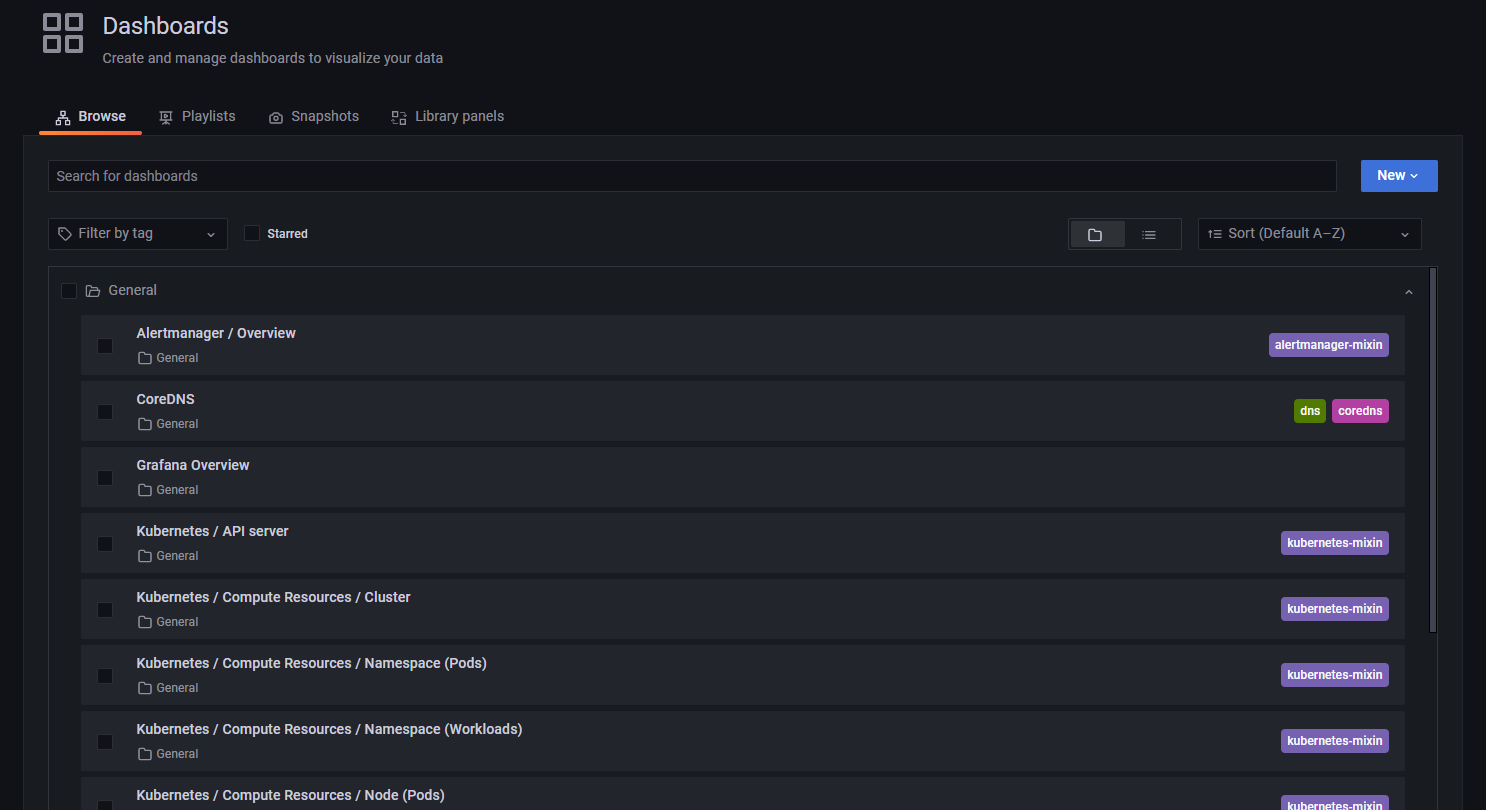 Dashboards
Create and manage dashboards to visualize your data
Browse
Playlists
Snapshots
Library panels
Search for dashboards
New
Filter by tag
Starred
Sort (Default A–Z)
General
Alertmanager / Overview
General
alertmanager-mixin
CoreDNS
General
dns
coredns
Grafana Overview
General
Kubernetes / API server
General
kubernetes-mixin
Kubernetes / Compute Resources / Cluster
General
kubernetes-mixin
Kubernetes / Compute Resources / Namespace (Pods)
General
kubernetes-mixin
Kubernetes / Compute Resources / Namespace (Workloads)
General
kubernetes-mixin
Kubernetes / Compute Resources / Node (Pods)
kubernetes-mixin